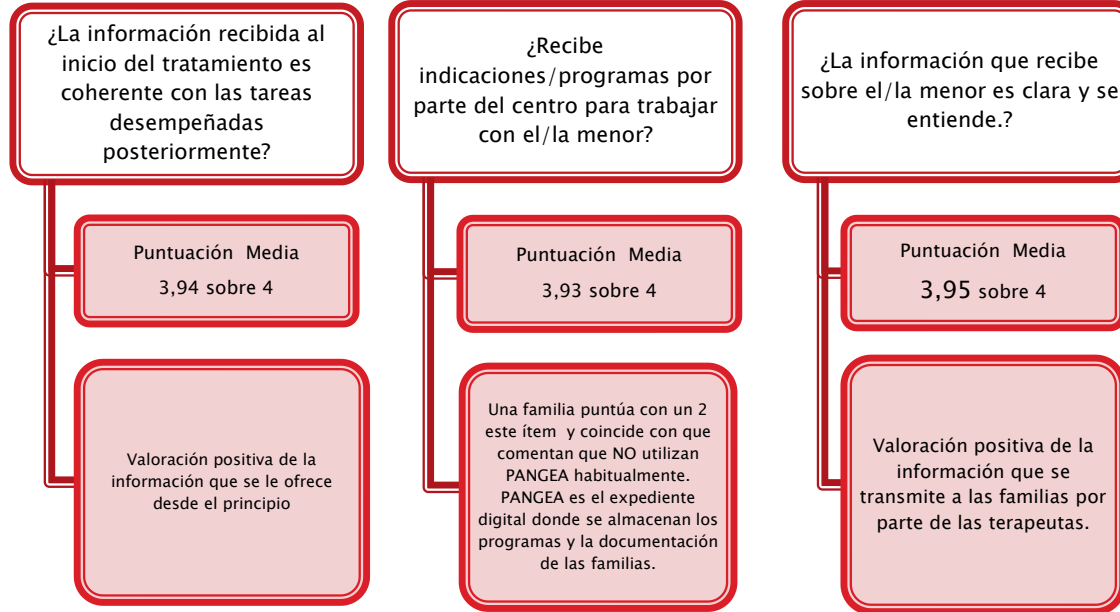 ¿La información recibida al
inicio del tratamiento es
coherente con las tareas
desempeñadas
posteriormente?
Puntuación Media
3,94 sobre 4
Valoración positiva de la
información que se le ofrece
desde el principio
¿Recibe
indicaciones/programas por
parte del centro para trabajar
con el/la menor?
Puntuación Media
3,93 sobre 4
Una familia puntúa con un 2
este ítem y coincide con que
comentan que NO utilizan
PANGEA habitualmente.
PANGEA es el expediente
digital donde se almacenan los
programas y la documentación
de las familias.
¿La información que recibe
sobre el/la menor es clara y se
entiende.?
Puntuación Media
3,95 sobre 4
Valoración positiva de la
información que se
transmite a las familias por
parte de las terapeutas.